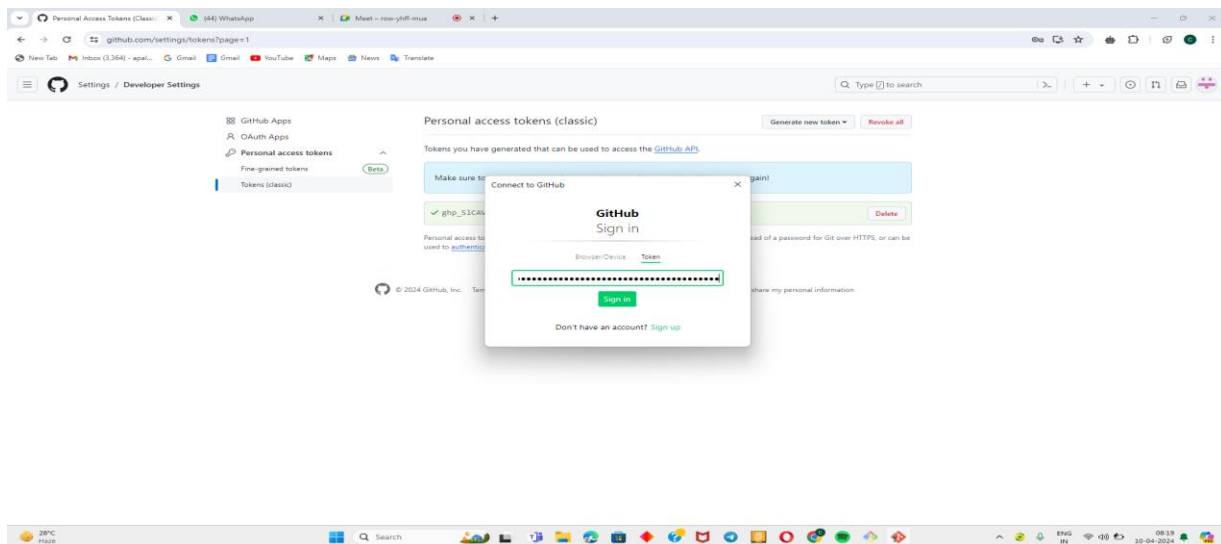 Personal Access Tokens (Classic
(44) WhatsApp
Meet – row-yhfl-mua
github.com/settings/tokens?page=1
New Tab
Inbox (3,364) - apal...
Gmail
Gmail
YouTube
Maps
News
Translate
Settings / Developer Settings
Type / to search
GitHub Apps
OAuth Apps
Personal access tokens
Fine-grained tokens
Beta
Tokens (classic)
Personal access tokens (classic)
Generate new token
Revoke all
Tokens you have generated that can be used to access the GitHub API.
Make sure to
gain!
ghp_S1CAV
Delete
Personal access to
ead of a password for Git over HTTPS, or can be
used to authentic
Connect to GitHub
GitHub
Sign in
Browser/Device
Token
Sign in
Don't have an account? Sign up
© 2024 GitHub, Inc.
Ter
share my personal information
28°C
Haze
Search
ENG
IN
08:19
10-04-2024